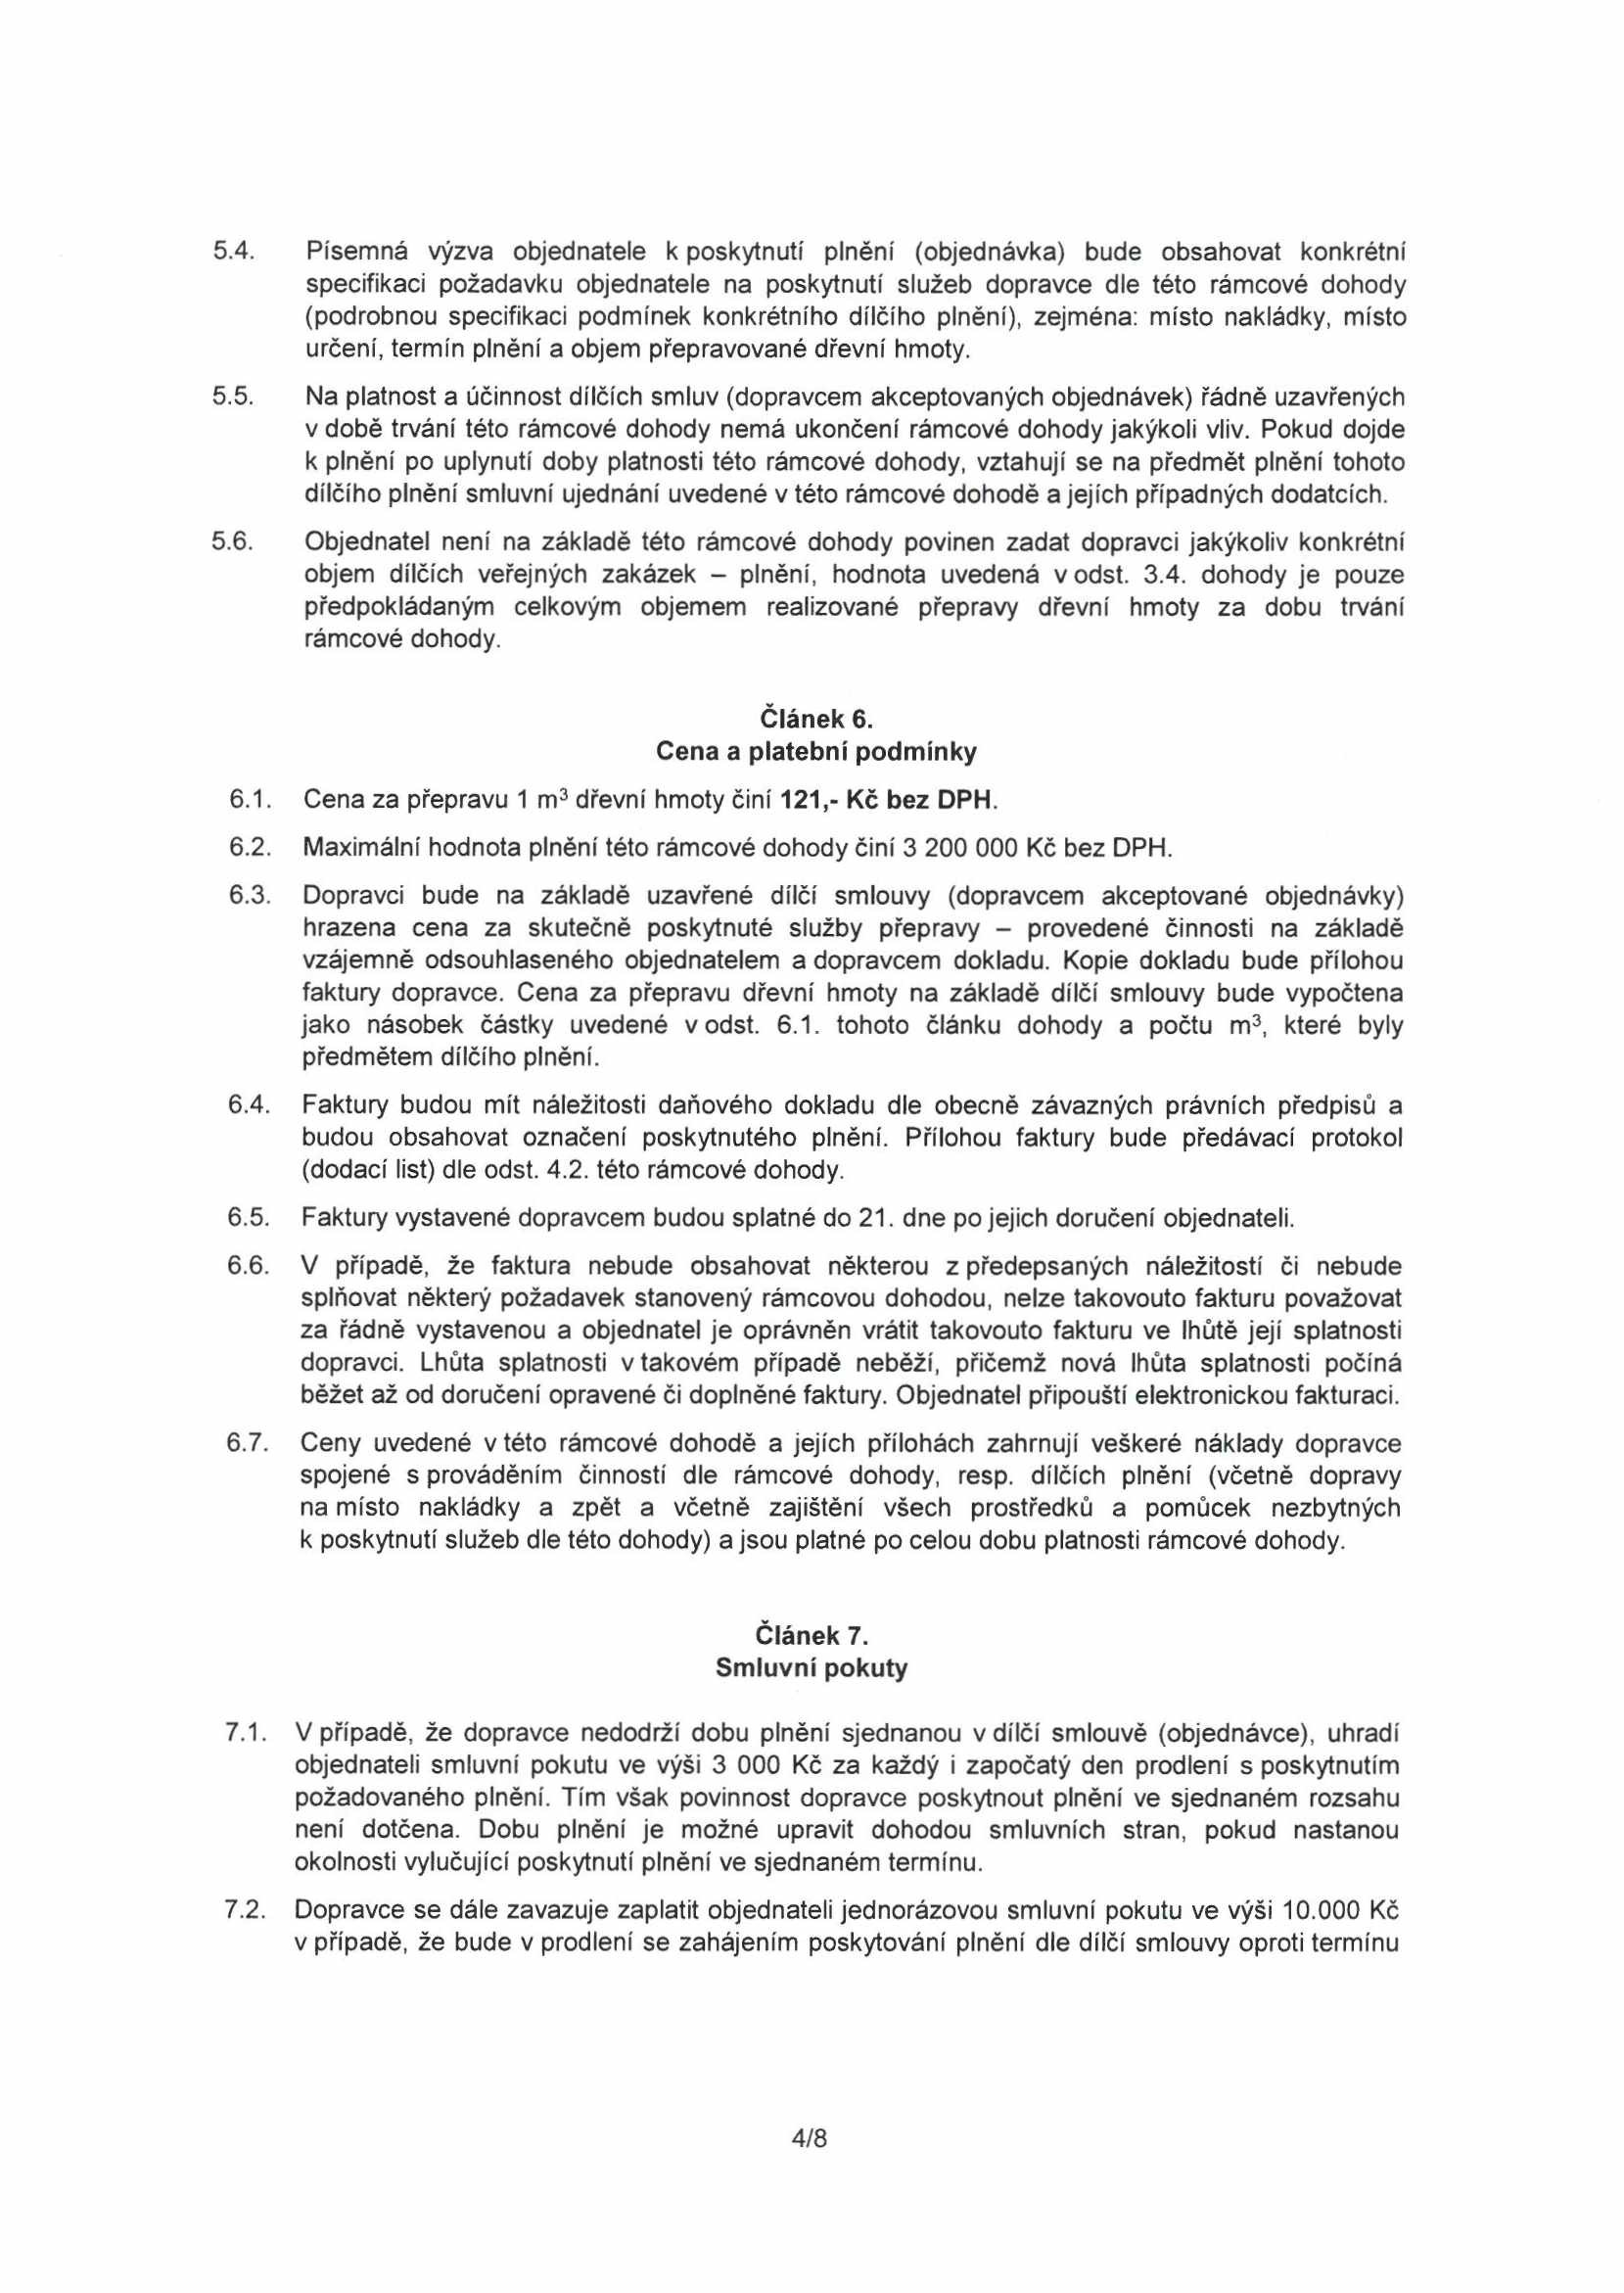 5.4. Písemná výzva objednatele k poskytnutí plnění (objednávka) bude obsahovat konkrétní
specifikaci požadavku objednatele na poskytnutí služeb dopravce dle této rámcové dohody
(podrobnou specifikaci podmínek konkrétního dílčího plnění), zejména: místo nakládky, místo
určení, termín plnění a objem přepravované dřevní hmoty.
5.5. Na platnost a účinnost dílčích smluv (dopravcem akceptovaných objednávek) řádně uzavřených
v době trvání této rámcové dohody nemá ukončení rámcové dohody jakýkoli vliv. Pokud dojde
k plnění po uplynutí doby platnosti této rámcové dohody, vztahují se na předmět plnění tohoto
dílčího plnění smluvní ujednání uvedené v této rámcové dohodě a jejích případných dodatcích.
5.6. Objednatel není na základě této rámcové dohody povinen zadat dopravci jakýkoliv konkrétní
objem dílčích veřejných zakázek – plnění, hodnota uvedená v odst. 3.4. dohody je pouze
předpokládaným celkovým objemem realizované přepravy dřevní hmoty za dobu trvání
rámcové dohody.
Článek 6.
Cena a platební podmínky
6.1. Cena za přepravu 1 m³ dřevní hmoty činí 121,- Kč bez DPH.
6.2. Maximální hodnota plnění této rámcové dohody činí 3 200 000 Kč bez DPH.
6.3. Dopravci bude na základě uzavřené dílčí smlouvy (dopravcem akceptované objednávky)
hrazena cena za skutečně poskytnuté služby přepravy – provedené činnosti na základě
vzájemně odsouhlaseného objednatelem a dopravcem dokladu. Kopie dokladu bude přílohou
faktury dopravce. Cena za přepravu dřevní hmoty na základě dílčí smlouvy bude vypočtena
jako násobek částky uvedené v odst. 6.1. tohoto článku dohody a počtu m³, které byly
předmětem dílčího plnění.
6.4. Faktury budou mít náležitosti daňového dokladu dle obecně závazných právních předpisů a
budou obsahovat označení poskytnutého plnění. Přílohou faktury bude předávací protokol
(dodací list) dle odst. 4.2. této rámcové dohody.
6.5. Faktury vystavené dopravcem budou splatné do 21. dne po jejich doručení objednateli.
6.6. V případě, že faktura nebude obsahovat některou z předepsaných náležitostí či nebude
splňovat některý požadavek stanovený rámcovou dohodou, nelze takovouto fakturu považovat
za řádně vystavenou a objednatel je oprávněn vrátit takovouto fakturu ve lhůtě její splatnosti
dopravci. Lhůta splatnosti v takovém případě neběží, přičemž nová lhůta splatnosti počíná
běžet až od doručení opravené či doplněné faktury. Objednatel připouští elektronickou fakturaci.
6.7. Ceny uvedené v této rámcové dohodě a jejích přílohách zahrnují veškeré náklady dopravce
spojené s prováděním činností dle rámcové dohody, resp. dílčích plnění (včetně dopravy
na místo nakládky a zpět a včetně zajištění všech prostředků a pomůcek nezbytných
k poskytnutí služeb dle této dohody) a jsou platné po celou dobu platnosti rámcové dohody.
Článek 7.
Smluvní pokuty
7.1. V případě, že dopravce nedodrží dobu plnění sjednanou v dílčí smlouvě (objednávce), uhradí
objednateli smluvní pokutu ve výši 3 000 Kč za každý i započatý den prodlení s poskytnutím
požadovaného plnění. Tím však povinnost dopravce poskytnout plnění ve sjednaném rozsahu
není dotčena. Dobu plnění je možné upravit dohodou smluvních stran, pokud nastanou
okolnosti vylučující poskytnutí plnění ve sjednaném termínu.
7.2. Dopravce se dále zavazuje zaplatit objednateli jednorázovou smluvní pokutu ve výši 10.000 Kč
v případě, že bude v prodlení se zahájením poskytování plnění dle dílčí smlouvy oproti termínu
4/8